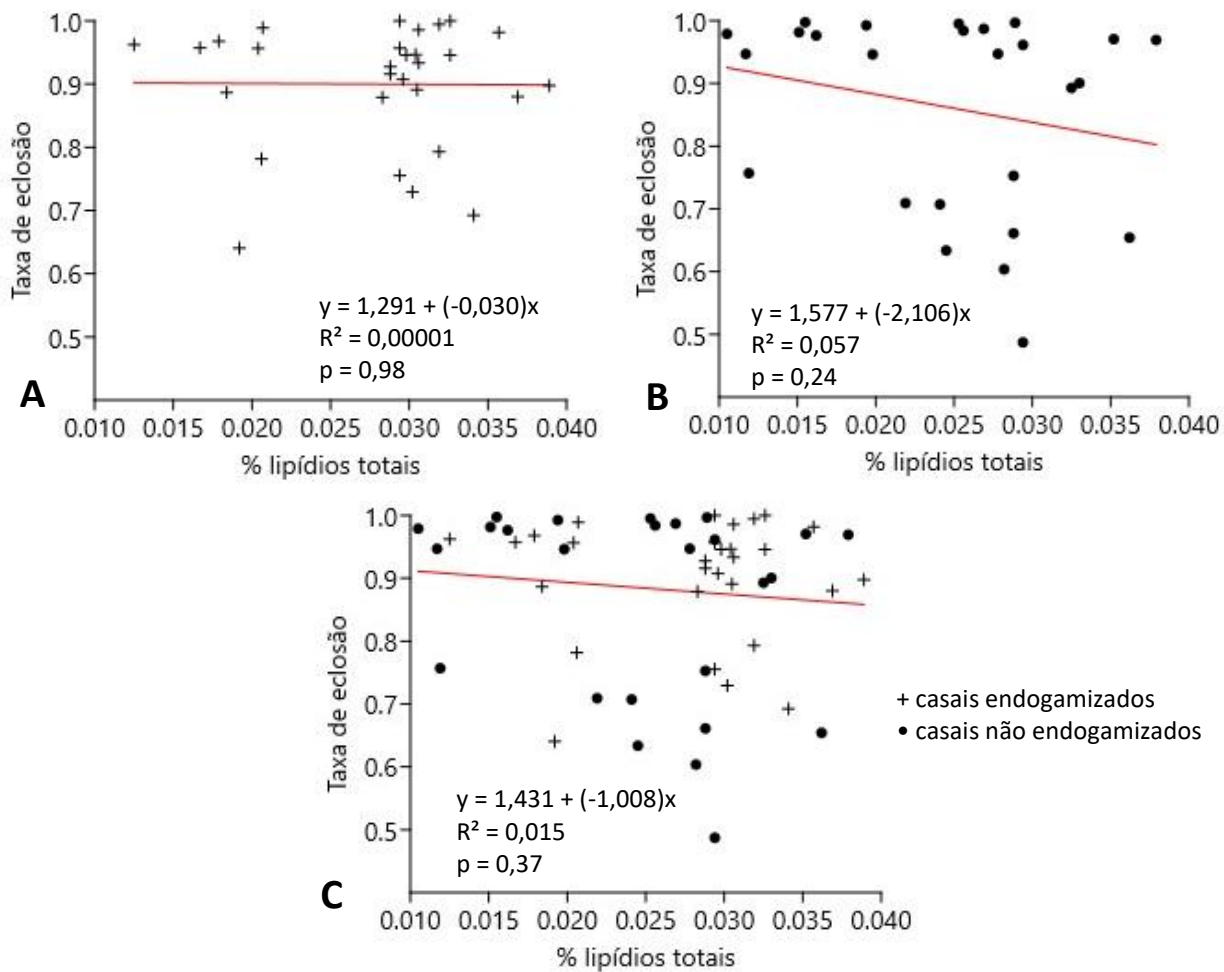 1.0
0.9
0.8
0.7
0.6
0.5
Taxa de eclosão
y = 1,291 + (-0,030)x
R² = 0,00001
p = 0,98
A
0.010 0.015 0.020 0.025 0.030 0.035 0.040
% lipídios totais
1.0
0.9
0.8
0.7
0.6
0.5
Taxa de eclosão
y = 1,577 + (-2,106)x
R² = 0,057
p = 0,24
B
0.010 0.015 0.020 0.025 0.030 0.035 0.040
% lipídios totais
1.0
0.9
0.8
0.7
0.6
0.5
Taxa de eclosão
y = 1,431 + (-1,008)x
R² = 0,015
p = 0,37
C
0.010 0.015 0.020 0.025 0.030 0.035 0.040
% lipídios totais
+ casais endogamizados
• casais não endogamizados